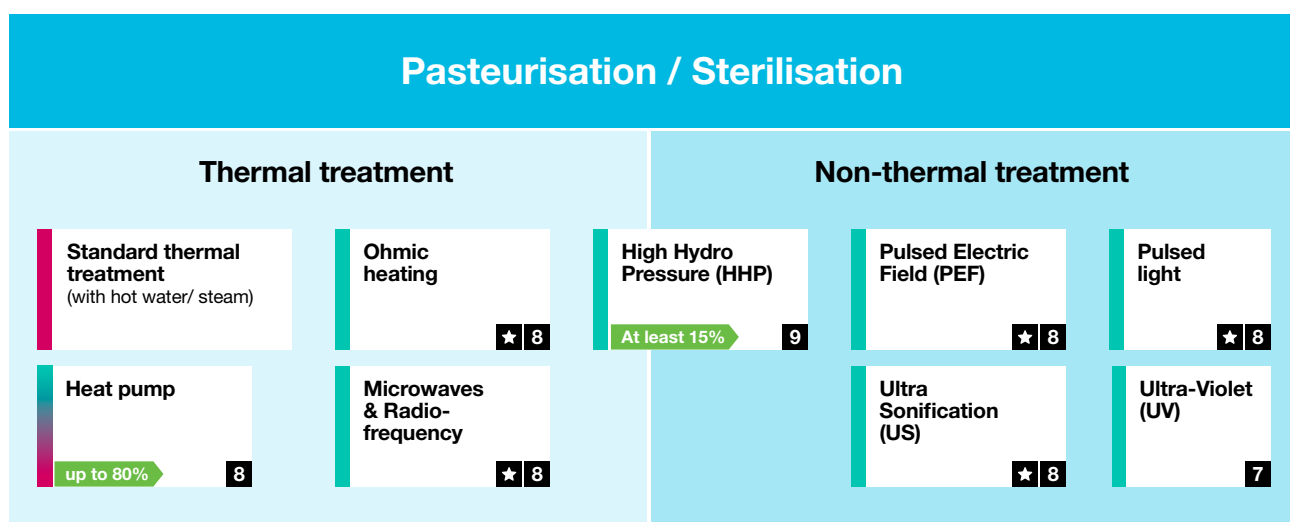 Pasteurisation / Sterilisation
Thermal treatment
Non-thermal treatment
Standard thermal
treatment
(with hot water/ steam)
Ohmic
heating
★ 8
High Hydro
Pressure (HHP)
At least 15%
9
Pulsed Electric
Field (PEF)
★ 8
Pulsed
light
★ 8
Heat pump
up to 80%
8
Microwaves
& Radio-
frequency
★ 8
Ultra
Sonification
(US)
★ 8
Ultra-Violet
(UV)
7